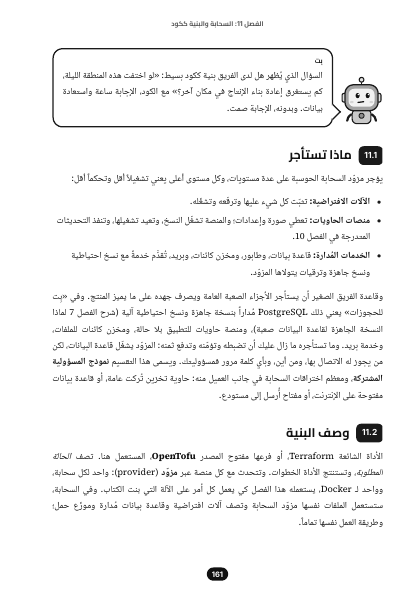 الفصل 11: السحابة والبنية ككود
بِت
السؤال الذي يُظهر هل لدى الفريق بنية ككود بسيط: «لو اختفت هذه المنطقة الليلة،
كم يستغرق إعادة بناء الإنتاج في مكان آخر؟» مع الكود، الإجابة ساعة واستعادة
بيانات. وبدونه، الإجابة صمت.
11.1 ماذا تستأجر
يؤجر مزوّد السحابة الحوسبة على عدة مستويات، وكل مستوى أعلى يعني تشغيلاً أقل وتحكماً أقل:
• الآلات الافتراضية: تثبّت كل شيء عليها وترقّعه وتشغّله.
• منصات الحاويات: تعطي صورة وإعدادات؛ والمنصة تشغّل النسخ، وتعيد تشغيلها، وتنفذ التحديثات
المتدرجة في الفصل 10.
• الخدمات المُدارة: قاعدة بيانات، وطابور، ومخزن كائنات، وبريد، تُقدَّم خدمةً مع نسخ احتياطية
ونسخ جاهزة وترقيات يتولاها المزوّد.
وقاعدة الفريق الصغير أن يستأجر الأجزاء الصعبة العامة ويصرف جهده على ما يميز المنتج. وفي «بِت
للحجوزات» يعني ذلك PostgreSQL مُداراً بنسخة جاهزة ونسخ احتياطية آلية (شرح الفصل 7 لماذا
النسخة الجاهزة لقاعدة البيانات صعبة)، ومنصة حاويات للتطبيق بلا حالة، ومخزن كائنات للملفات،
وخدمة بريد. وما تستأجره ما زال عليك أن تضبطه وتؤمّنه وتدفع ثمنه: المزوّد يشغّل قاعدة البيانات، لكن
من يجوز له الاتصال بها، ومن أين، وبأي كلمة مرور فمسؤوليتك. ويسمى هذا التقسيم نموذج المسؤولية
المشتركة، ومعظم اختراقات السحابة في جانب العميل منه: حاوية تخزين تُركت عامة، أو قاعدة بيانات
مفتوحة على الإنترنت، أو مفتاح أُرسل إلى مستودع.
11.2 وصف البنية
الأداة الشائعة Terraform، أو فرعها مفتوح المصدر OpenTofu، المستعمل هنا. تصف الحالة
المطلوبة، وتستنتج الأداة الخطوات. وتتحدث مع كل منصة عبر مزوّد (provider): واحد لكل سحابة،
وواحد لـ Docker، يستعمله هذا الفصل كي يعمل كل أمر على الآلة التي بنت الكتاب. وفي السحابة،
ستستعمل الملفات نفسها مزوّد السحابة وتصف آلات افتراضية وقاعدة بيانات مُدارة وموزّع حمل؛
وطريقة العمل نفسها تماماً.
161